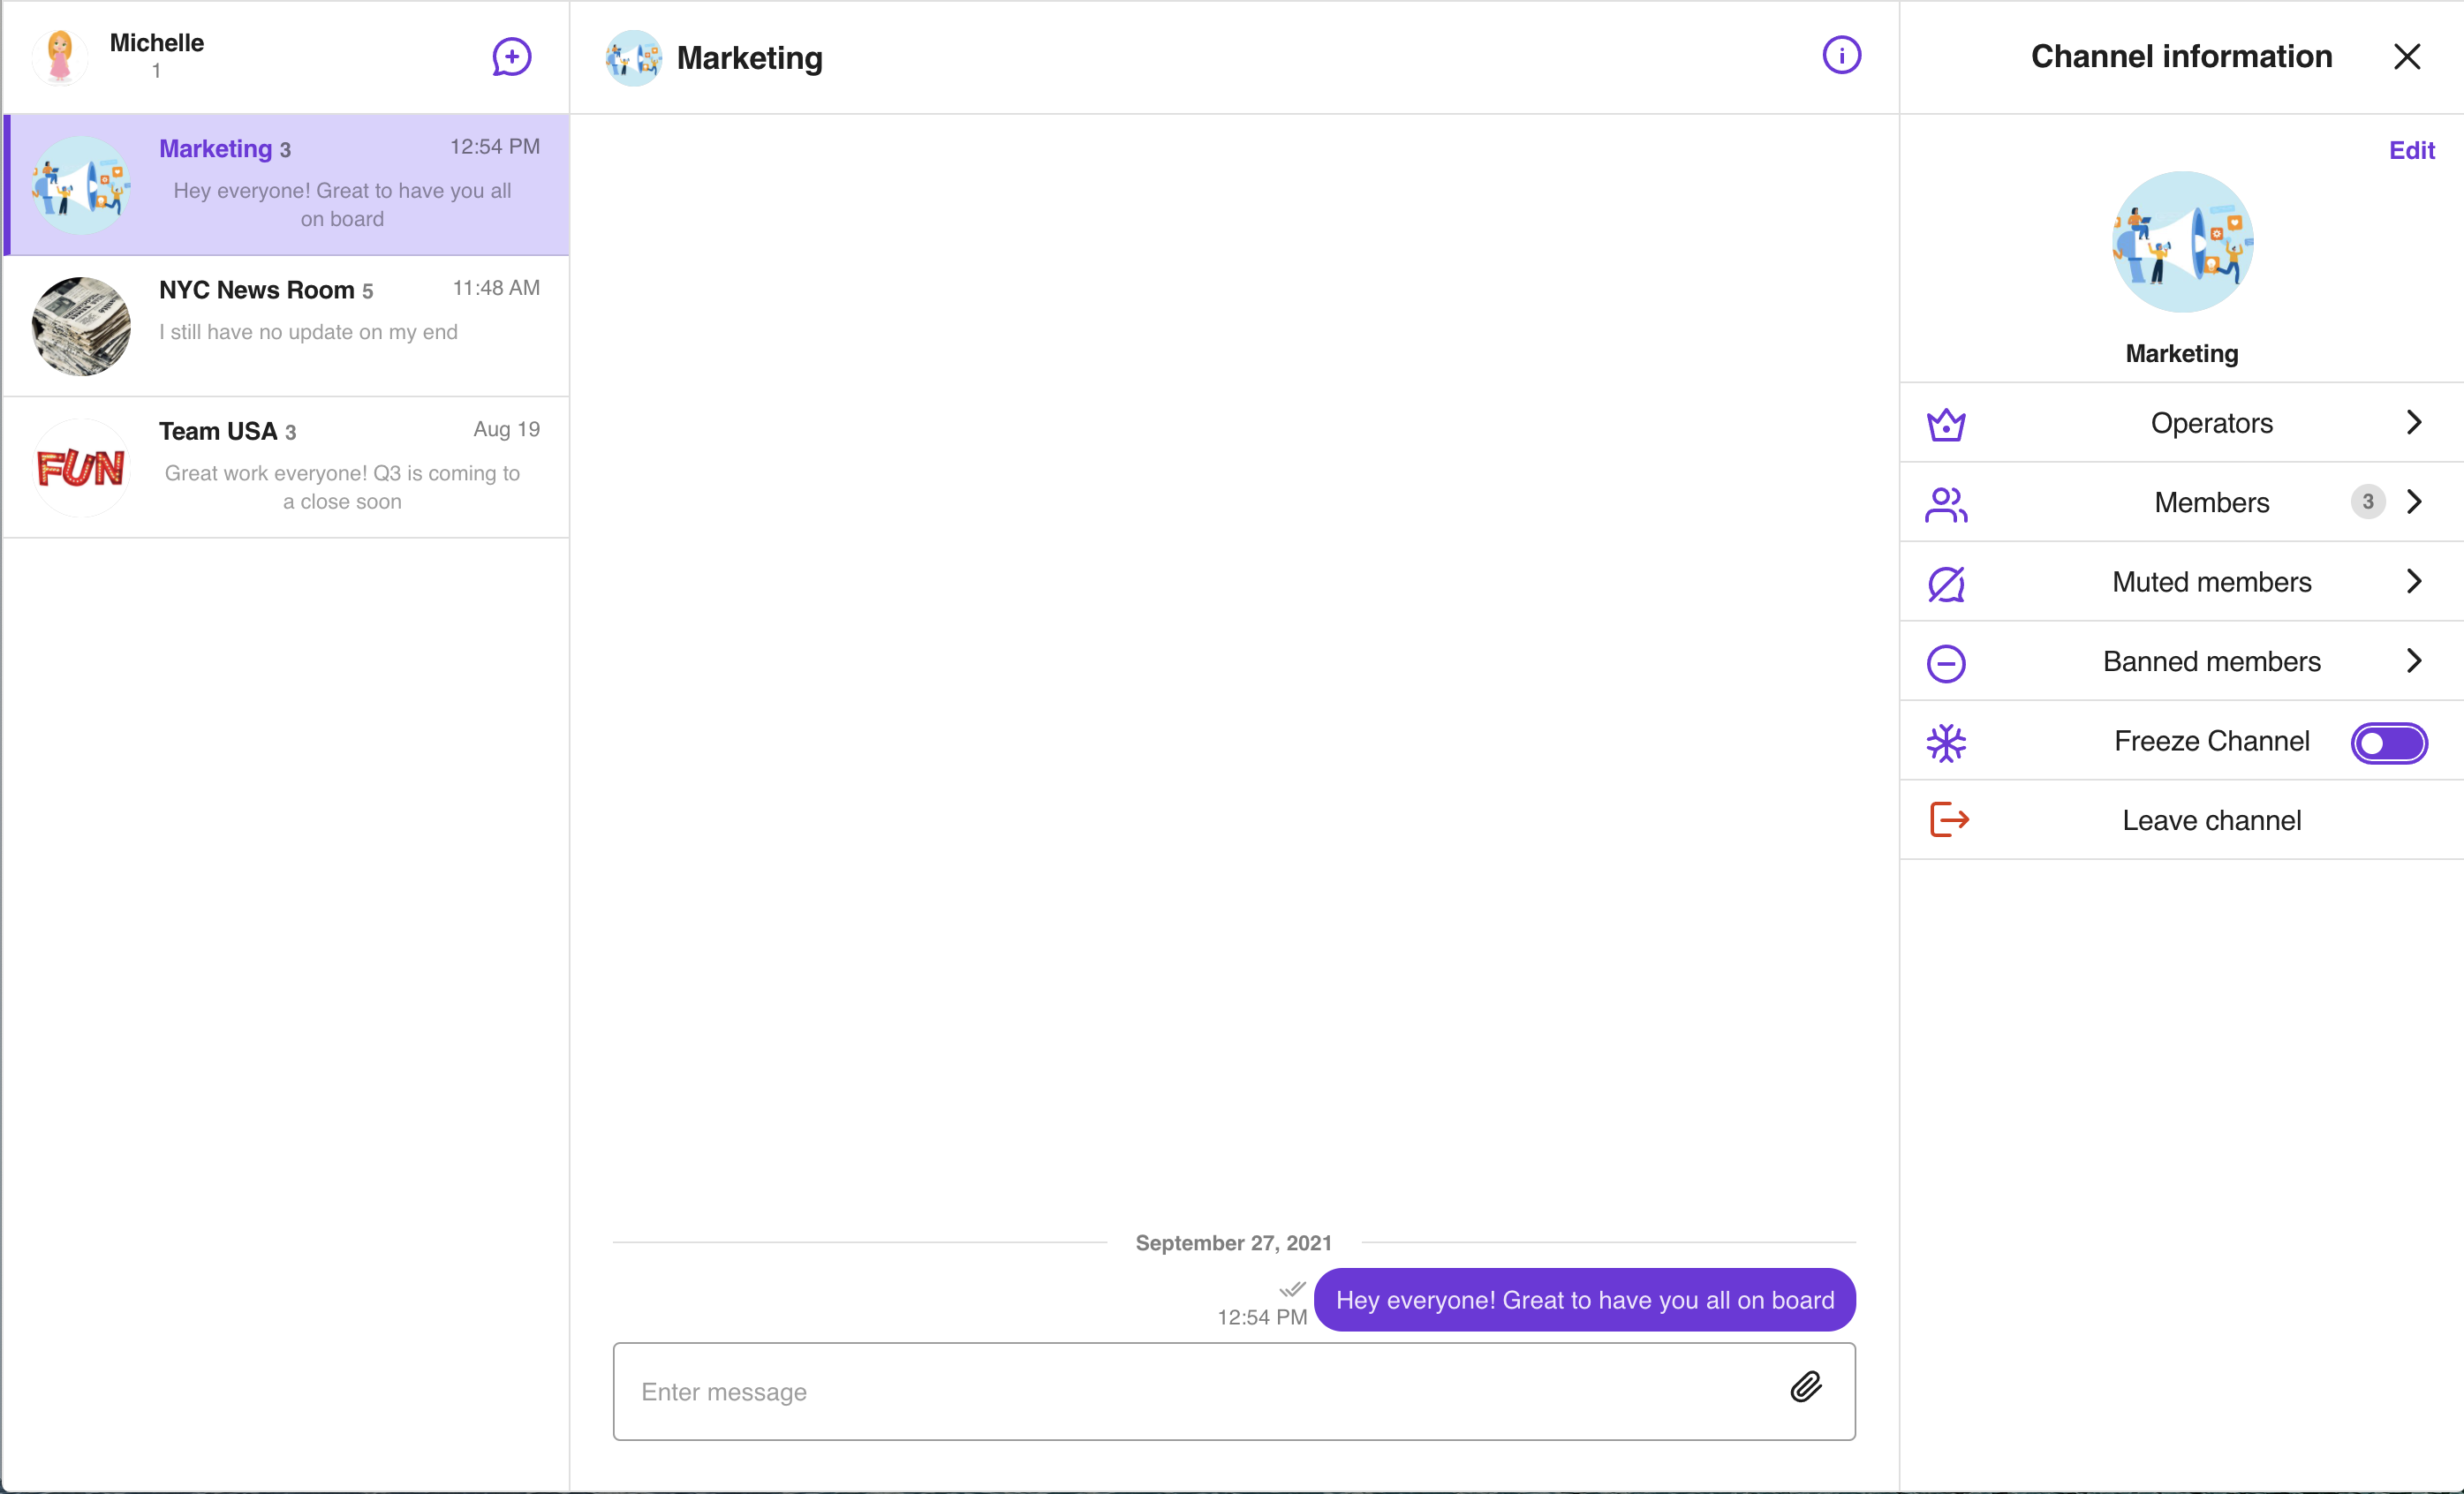 Michelle
1
Marketing 3
12:54 PM
Hey everyone! Great to have you all
on board
NYC News Room 5
11:48 AM
I still have no update on my end
FUN
Team USA 3
Aug 19
Great work everyone! Q3 is coming to
a close soon
Marketing
September 27, 2021
12:54 PM
Hey everyone! Great to have you all on board
Enter message
Channel information
Edit
Marketing
Operators
Members
3
Muted members
Banned members
Freeze Channel
Leave channel